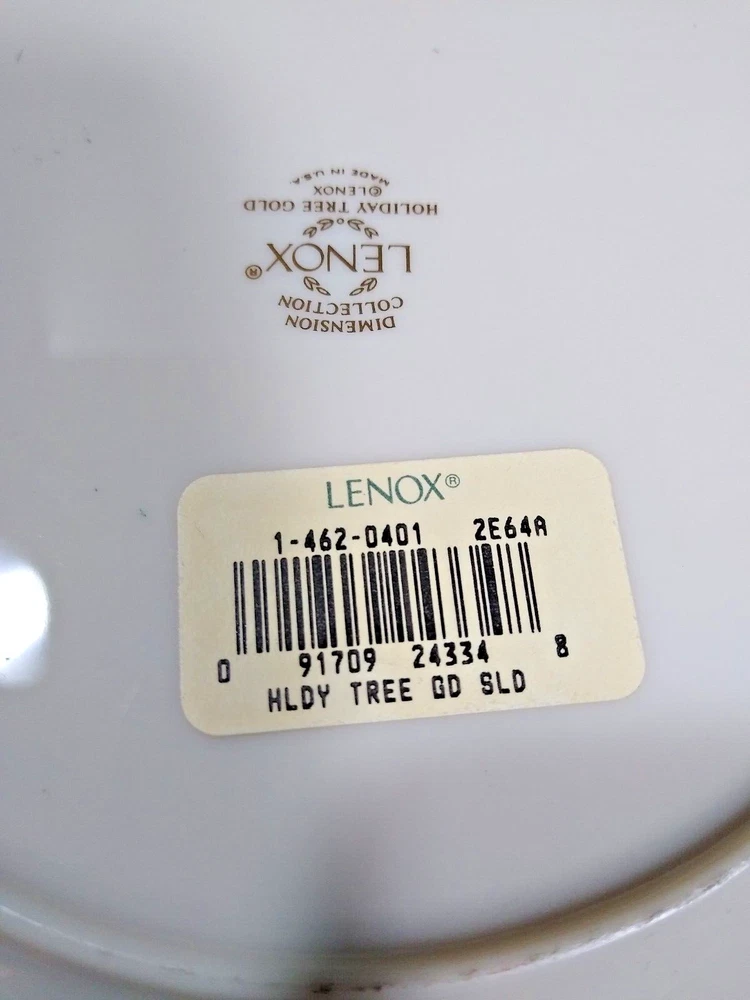 DIMENSION
COLLECTION
LENOX®
HOLIDAY TREE GOLD
©LENOX
MADE IN U.S.A.
LENOX®
1-462-0401 2E64A
0 91709 24334 8
HLDY TREE GD SLD